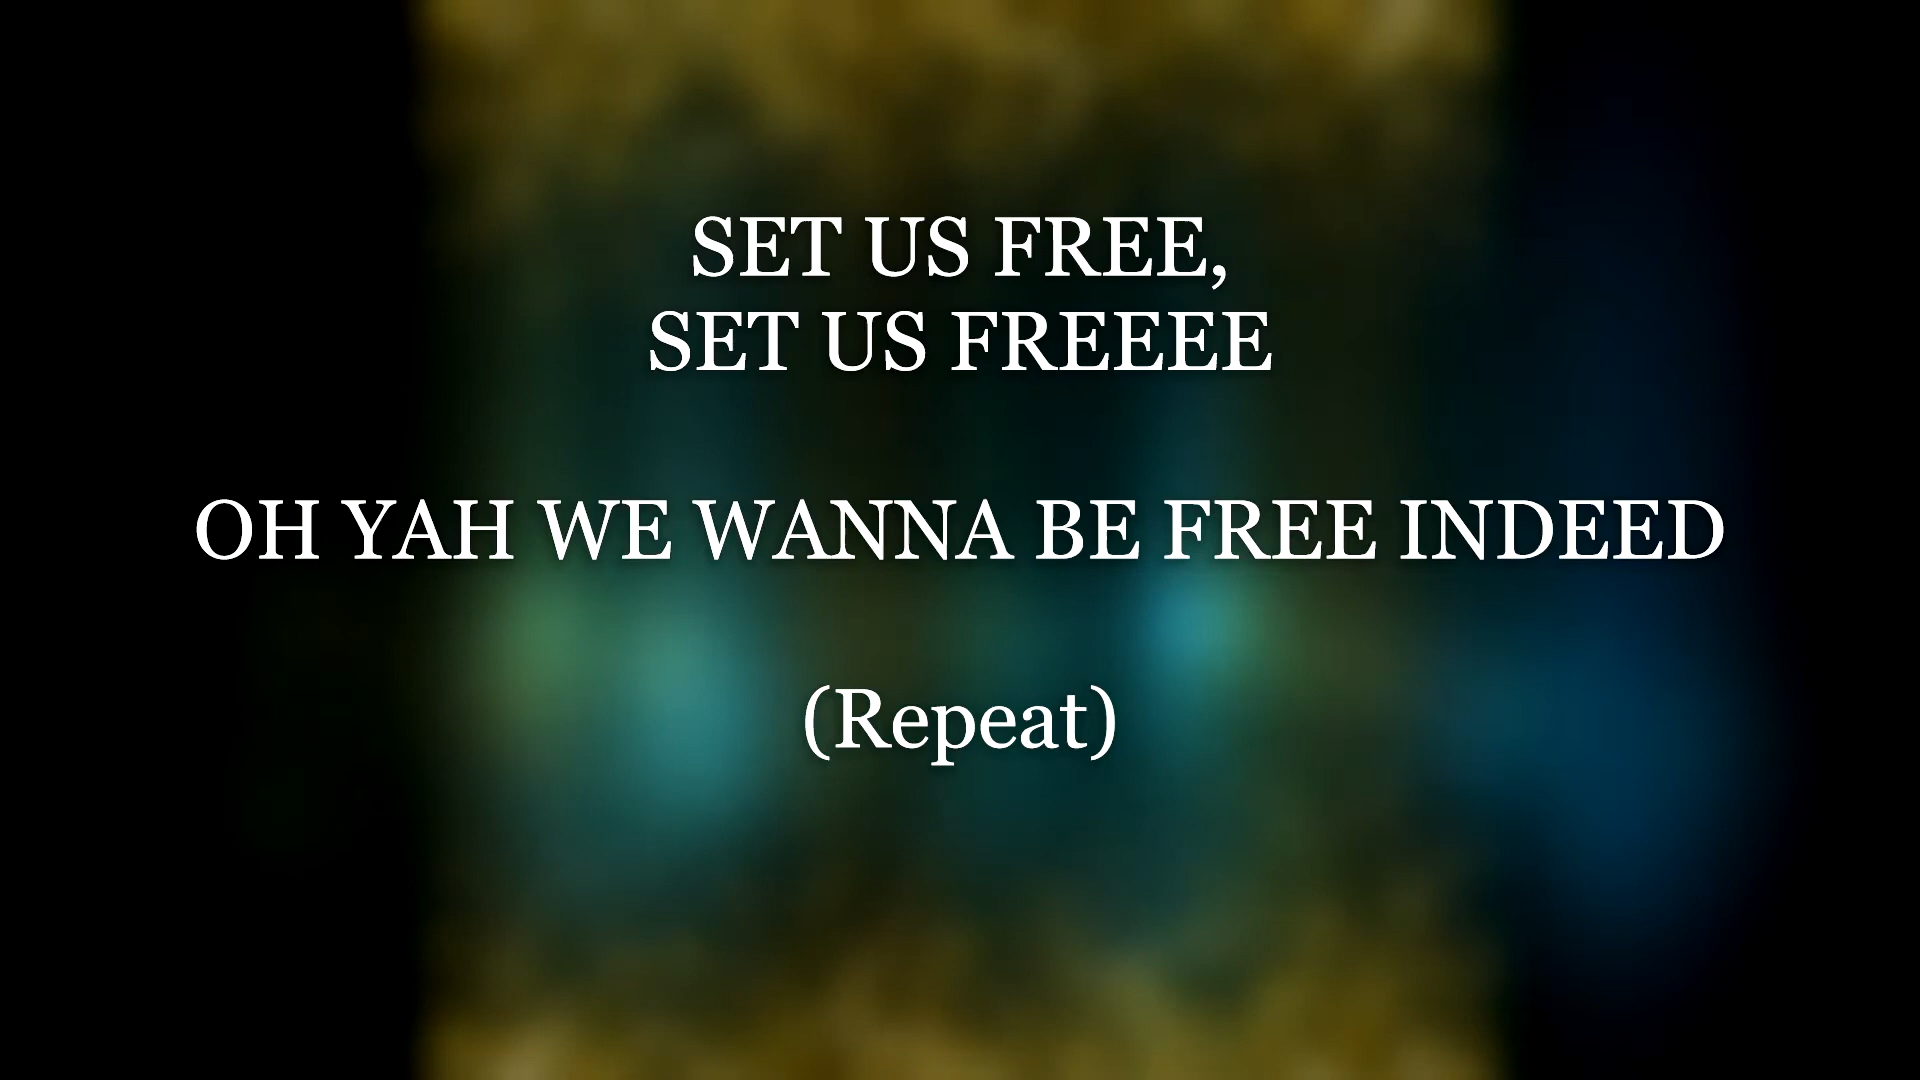 SET US FREE,
SET US FREEEE
OH YAH WE WANNA BE FREE INDEED
(Repeat)